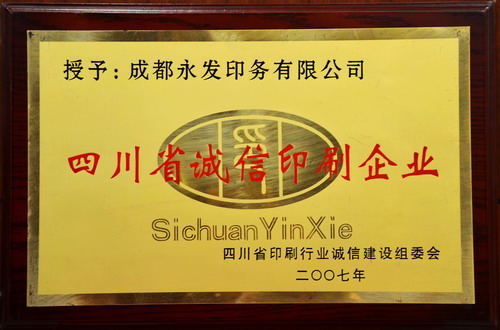 授予:成都永发印务有限公司
四川省诚信印刷企业
SichuanYinXie
四川省印刷行业诚信建设组委会
二〇〇七年